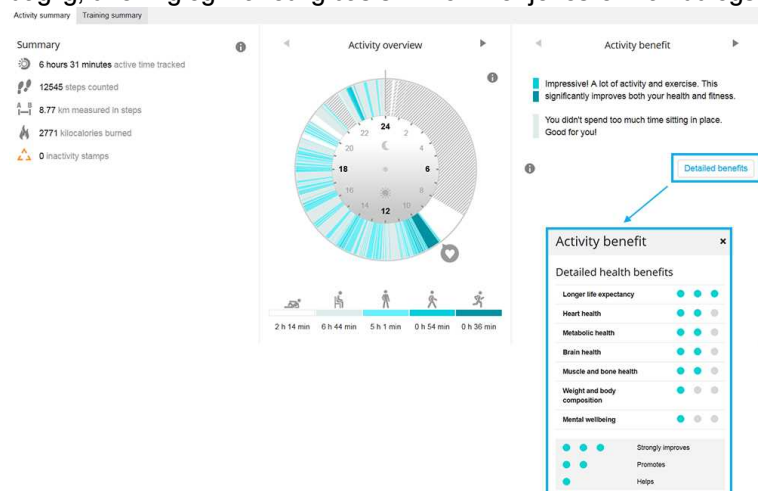 Activity summary Training summary
Summary
6 hours 31 minutes active time tracked
12545 steps counted
A B
8.77 km measured in steps
2771 kilocalories burned
0 inactivity stamps
Activity overview
24
22 2
20 4
18 6
16 8
14 10
12
2 h 14 min 6 h 44 min 5 h 1 min 0 h 54 min 0 h 36 min
Activity benefit
Impressive! A lot of activity and exercise. This
significantly improves both your health and fitness.
You didn't spend too much time sitting in place.
Good for you!
Detailed benefits
Activity benefit ×
Detailed health benefits
Longer life expectancy
Heart health
Metabolic health
Brain health
Muscle and bone health
Weight and body
composition
Mental wellbeing
Strongly improves
Promotes
Helps